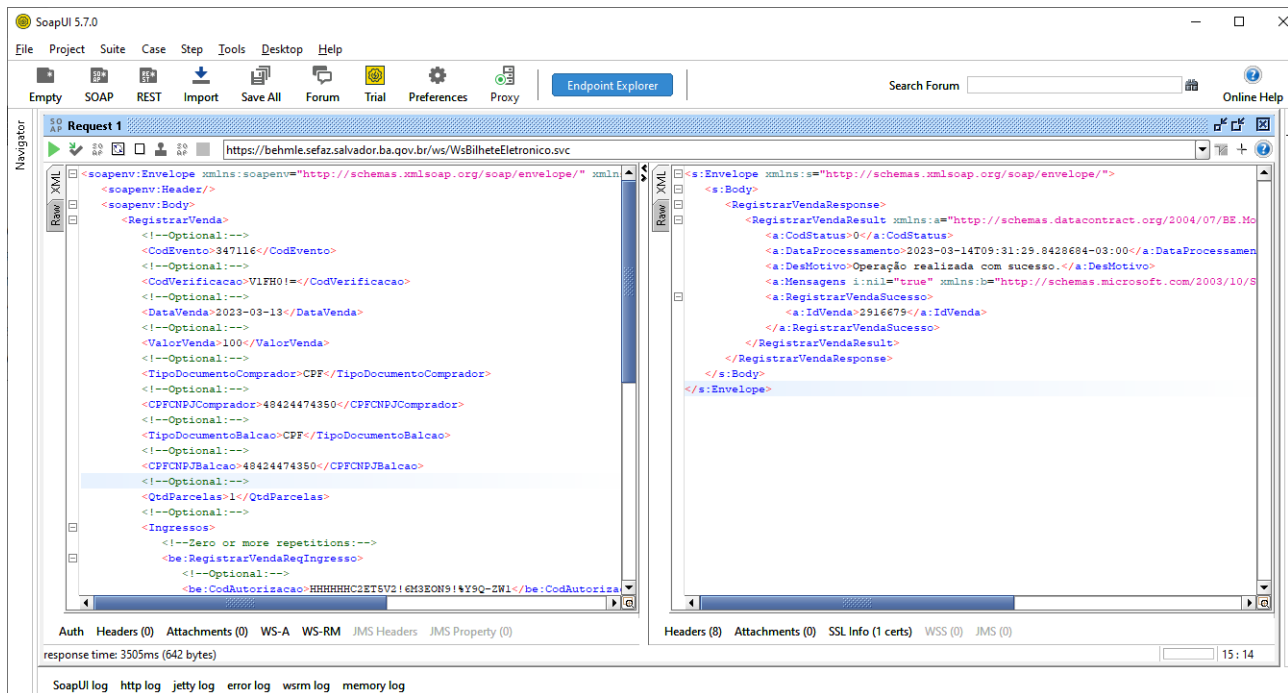 SoapUI 5.7.0
File Project Suite Case Step Tools Desktop Help
Empty SOAP REST Import Save All Forum Trial Preferences Proxy
Endpoint Explorer
Search Forum
Online Help
Navigator
Request 1
https://behmle.sefaz.salvador.ba.gov.br/ws/WsBilheteEletronico.svc
XML
Raw
<soapenv:Envelope xmlns:soapenv="http://schemas.xmlsoap.org/soap/envelope/" xmln
<soapenv:Header/>
<soapenv:Body>
<RegistrarVenda>
<!--Optional:-->
<CodEvento>347116</CodEvento>
<!--Optional:-->
<CodVerificacao>V1FH0!=</CodVerificacao>
<!--Optional:-->
<DataVenda>2023-03-13</DataVenda>
<!--Optional:-->
<ValorVenda>100</ValorVenda>
<!--Optional:-->
<TipoDocumentoComprador>CPF</TipoDocumentoComprador>
<!--Optional:-->
<CPFCNPJComprador>48424474350</CPFCNPJComprador>
<!--Optional:-->
<TipoDocumentoBalcao>CPF</TipoDocumentoBalcao>
<!--Optional:-->
<CPFCNPJBalcao>48424474350</CPFCNPJBalcao>
<!--Optional:-->
<QtdParcelas>1</QtdParcelas>
<!--Optional:-->
<Ingressos>
<!--Zero or more repetitions:-->
<be:RegistrarVendaReqIngresso>
<!--Optional:-->
<be:CodAutorizacao>HHHHHHC2ET5V2!6M3EON9!%Y9Q-ZW1</be:CodAutoriza
XML
Raw
<s:Envelope xmlns:s="http://schemas.xmlsoap.org/soap/envelope/">
<s:Body>
<RegistrarVendaResponse>
<RegistrarVendaResult xmlns:a="http://schemas.datacontract.org/2004/07/BE.Mo
<a:CodStatus>0</a:CodStatus>
<a:DataProcessamento>2023-03-14T09:31:29.8428684-03:00</a:DataProcessamen
<a:DesMotivo>Operação realizada com sucesso.</a:DesMotivo>
<a:Mensagens i:nil="true" xmlns:b="http://schemas.microsoft.com/2003/10/S
<a:RegistrarVendaSucesso>
<a:IdVenda>2916679</a:IdVenda>
</a:RegistrarVendaSucesso>
</RegistrarVendaResult>
</RegistrarVendaResponse>
</s:Body>
</s:Envelope>
Auth Headers (0) Attachments (0) WS-A WS-RM JMS Headers JMS Property (0)
Headers (8) Attachments (0) SSL Info (1 certs) WSS (0) JMS (0)
response time: 3505ms (642 bytes)
15 : 14
SoapUI log http log jetty log error log wsrm log memory log